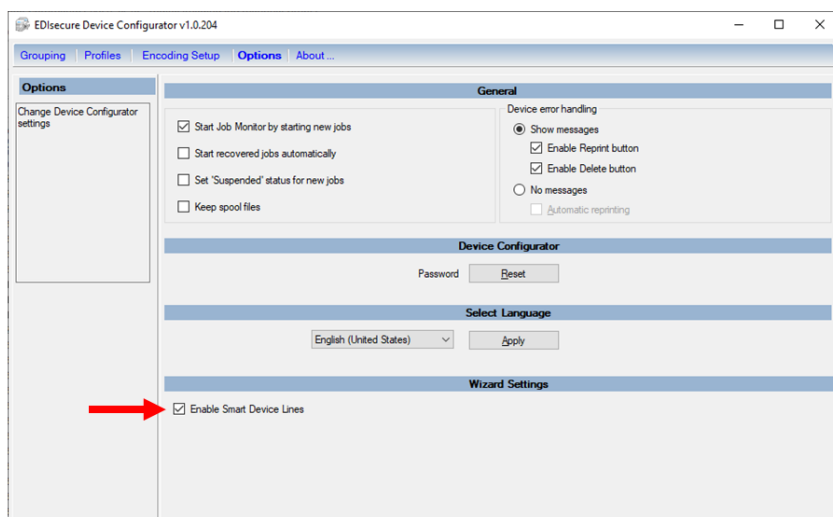 EDIsecure Device Configurator v1.0.204
Grouping Profiles Encoding Setup Options About ...
Options
Change Device Configurator
settings
General
Start Job Monitor by starting new jobs
Start recovered jobs automatically
Set 'Suspended' status for new jobs
Keep spool files
Device error handling
Show messages
Enable Reprint button
Enable Delete button
No messages
Automatic reprinting
Device Configurator
Password Reset
Select Language
English (United States) Apply
Wizard Settings
Enable Smart Device Lines